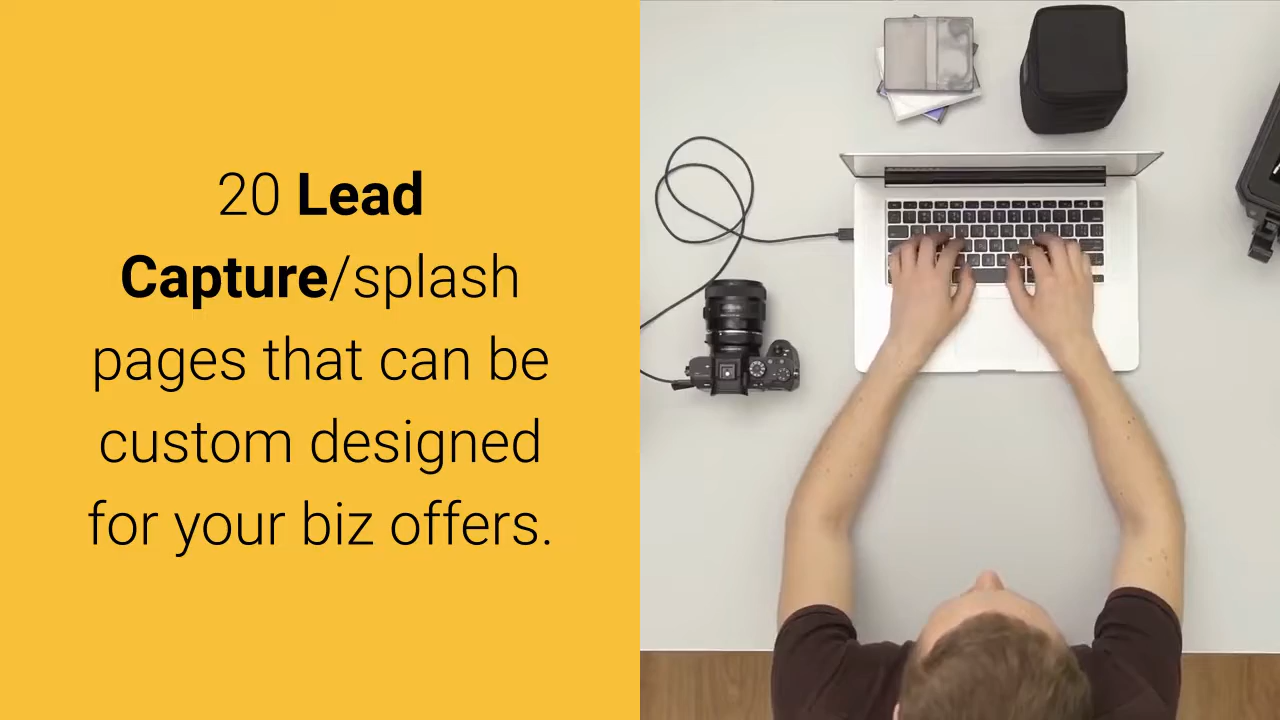 20 Lead
Capture/splash
pages that can be
custom designed
for your biz offers.